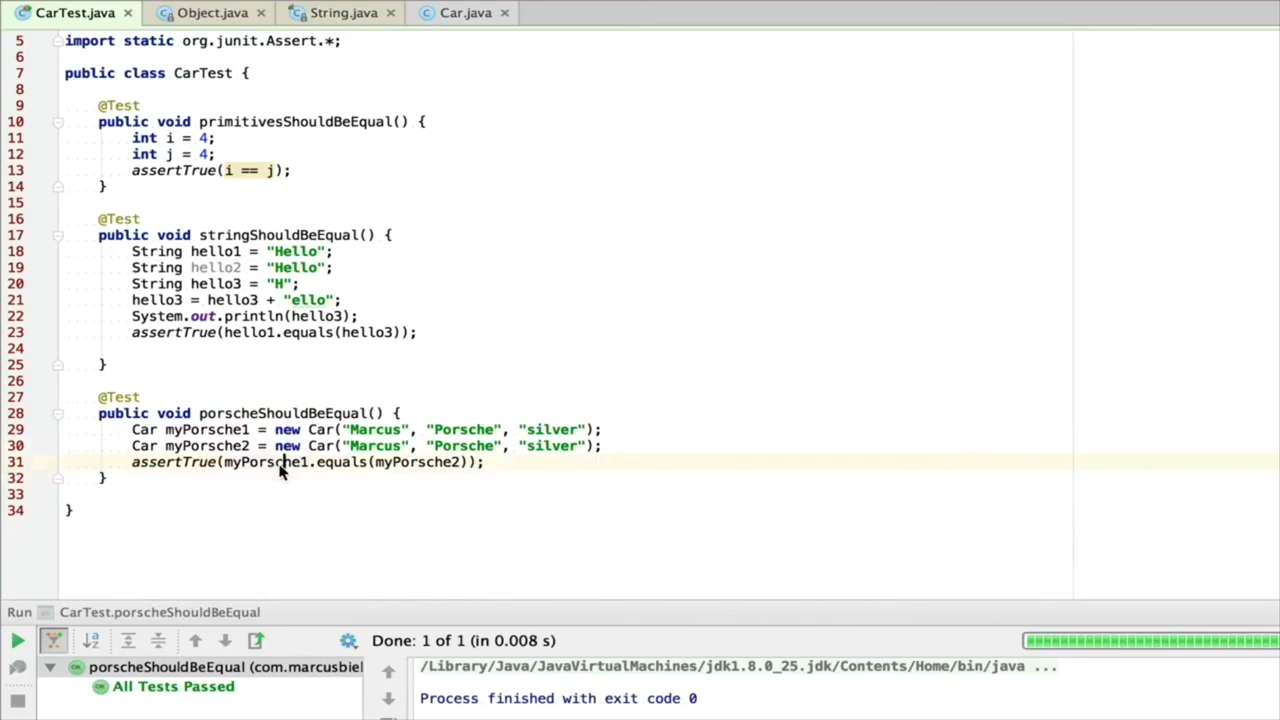 CarTest.java × Object.java × String.java × Car.java ×
5 import static org.junit.Assert.*;
6
7 public class CarTest {
8
9 @Test
10 public void primitivesShouldBeEqual() {
11 int i = 4;
12 int j = 4;
13 assertTrue(i == j);
14 }
15
16 @Test
17 public void stringShouldBeEqual() {
18 String hello1 = "Hello";
19 String hello2 = "Hello";
20 String hello3 = "H";
21 hello3 = hello3 + "ello";
22 System.out.println(hello3);
23 assertTrue(hello1.equals(hello3));
24
25 }
26
27 @Test
28 public void porscheShouldBeEqual() {
29 Car myPorsche1 = new Car("Marcus", "Porsche", "silver");
30 Car myPorsche2 = new Car("Marcus", "Porsche", "silver");
31 assertTrue(myPorsche1.equals(myPorsche2));
32 }
33
34 }
Run CarTest.porscheShouldBeEqual
Done: 1 of 1 (in 0.008 s)
OK porscheShouldBeEqual (com.marcusbie
OK All Tests Passed
/Library/Java/JavaVirtualMachines/jdk1.8.0_25.jdk/Contents/Home/bin/java ...
Process finished with exit code 0